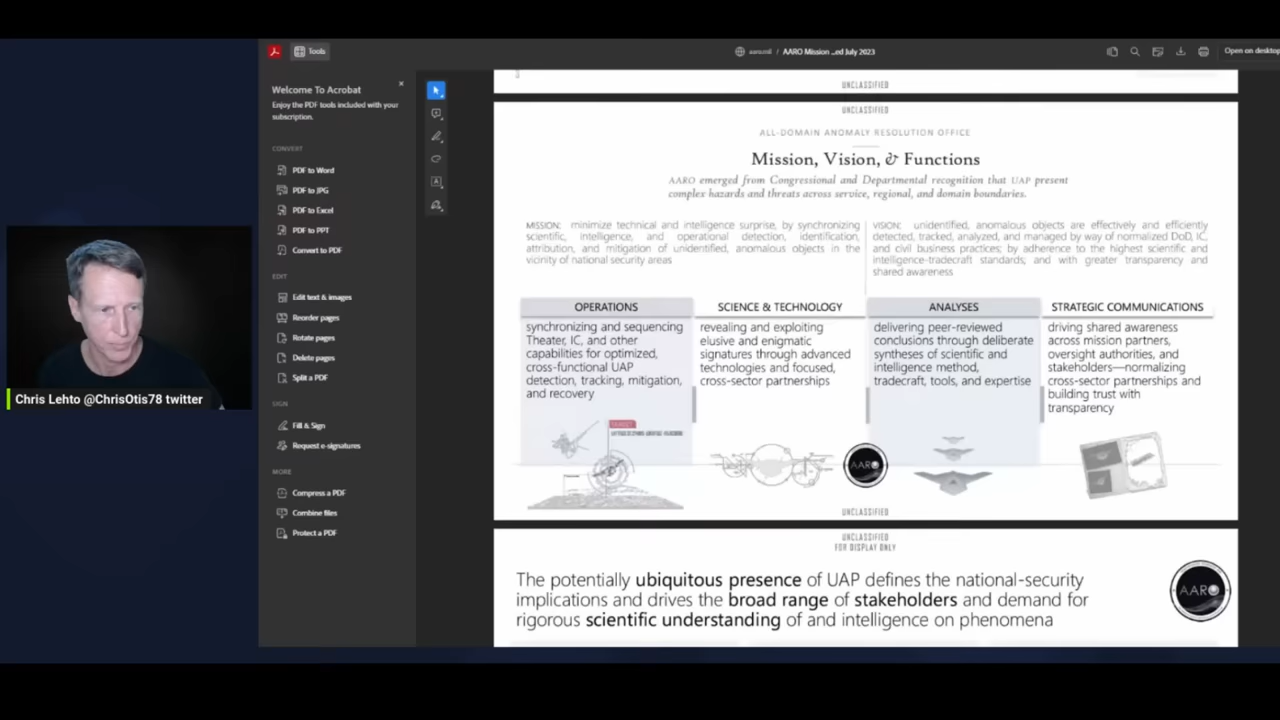 Tools
aaro.mil / AARO Mission ...ed July 2023
Open on desktop
Welcome To Acrobat
Enjoy the PDF tools included with your
subscription.
CONVERT
PDF to Word
PDF to JPG
PDF to Excel
PDF to PPT
Convert to PDF
EDIT
Edit text & images
Reorder pages
Rotate pages
Delete pages
Split a PDF
SIGN
Fill & Sign
Request e-signatures
MORE
Compress a PDF
Combine files
Protect a PDF
Chris Lehto @ChrisOtis78 twitter
UNCLASSIFIED
UNCLASSIFIED
ALL-DOMAIN ANOMALY RESOLUTION OFFICE
Mission, Vision, & Functions
AARO emerged from Congressional and Departmental recognition that UAP present
complex hazards and threats across service, regional, and domain boundaries.
MISSION: minimize technical and intelligence surprise, by synchronizing
scientific, intelligence, and operational detection, identification,
attribution, and mitigation of unidentified, anomalous objects in the
vicinity of national security areas
VISION: unidentified, anomalous objects are effectively and efficiently
detected, tracked, analyzed, and managed by way of normalized DoD, IC,
and civil business practices; by adherence to the highest scientific and
intelligence-tradecraft standards; and with greater transparency and
shared awareness
OPERATIONS
synchronizing and sequencing
Theater, IC, and other
capabilities for optimized,
cross-functional UAP
detection, tracking, mitigation,
and recovery
SCIENCE & TECHNOLOGY
revealing and exploiting
elusive and enigmatic
signatures through advanced
technologies and focused,
cross-sector partnerships
ANALYSES
delivering peer-reviewed
conclusions through deliberate
syntheses of scientific and
intelligence method,
tradecraft, tools, and expertise
STRATEGIC COMMUNICATIONS
driving shared awareness
across mission partners,
oversight authorities, and
stakeholders—normalizing
cross-sector partnerships and
building trust with
transparency
AARO
UNCLASSIFIED
UNCLASSIFIED
FOR DISPLAY ONLY
The potentially ubiquitous presence of UAP defines the national-security
implications and drives the broad range of stakeholders and demand for
rigorous scientific understanding of and intelligence on phenomena
AARO